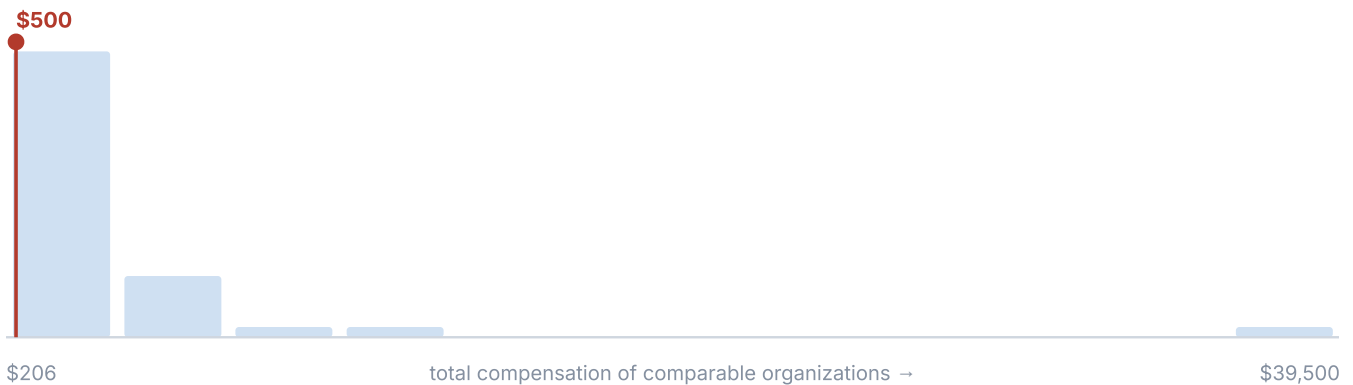 $500
$206 total compensation of comparable organizations → $39,500